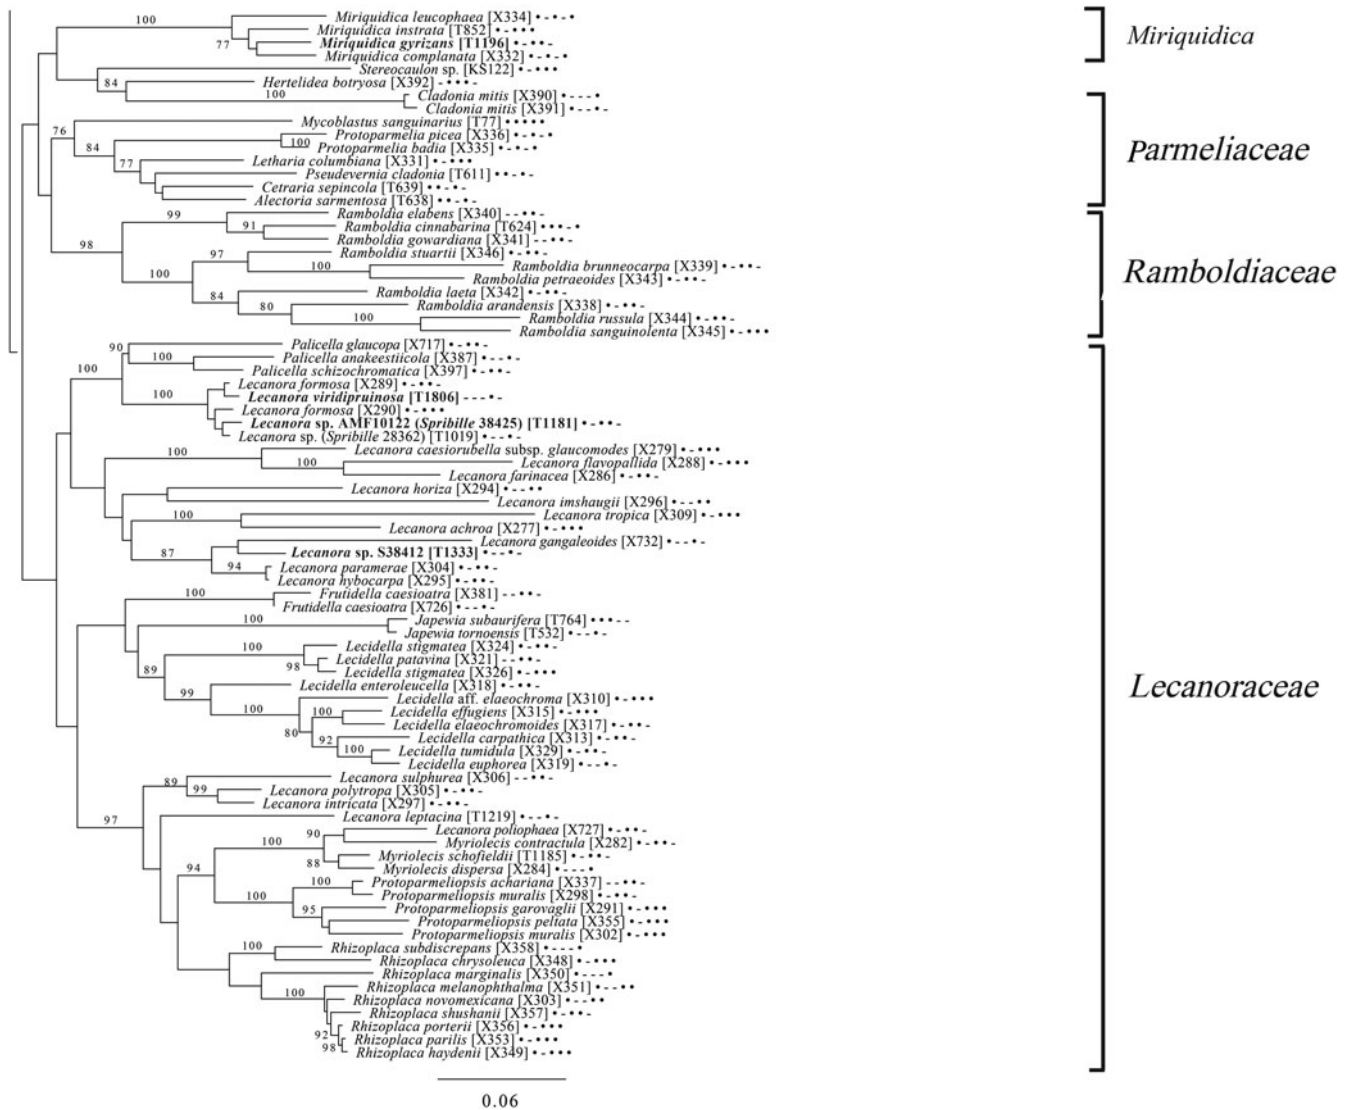 100
Miriquidica leucophaea [X334] •-•-•
Miriquidica instrata [T852] •-•••
77
Miriquidica gyrizans [T1196] •-••-
Miriquidica complanata [X332] •-•-•
Stereocaulon sp. [KS122] •-•••
84
Hertelidea botryosa [X392] -•••-
100
Cladonia mitis [X390] •---•
Cladonia mitis [X391] •--•-
Mycoblastus sanguinarius [T77] •••••
76
Protoparmelia picea [X336] •-•-•
84
100
Protoparmelia badia [X335] •-•-•
77
Letharia columbiana [X331] •-•••
Pseudevernia cladonia [T611] ••-•-
Cetraria sepincola [T639] ••-•-
Alectoria sarmentosa [T638] ••-•-
99
Ramboldia elabens [X340] --••-
91
Ramboldia cinnabarina [T624] •••-•
98
Ramboldia gowardiana [X341] --••-
97
Ramboldia stuartii [X346] •-••-
100
Ramboldia brunneocarpa [X339] •-••-
100
Ramboldia petraeoides [X343] •-••-
84
Ramboldia laeta [X342] •-••-
80
Ramboldia arandensis [X338] •-••-
100
Ramboldia russula [X344] •-••-
Ramboldia sanguinolenta [X345] •-•••
90
Palicella glaucopa [X717] •-••-
100
Palicella anakeestiicola [X387] •--•-
100
Palicella schizochromatica [X397] •-••-
Lecanora formosa [X289] •-••-
100
Lecanora viridipruinosa [T1806] ---•-
Lecanora formosa [X290] •-•••
Lecanora sp. AMF10122 (Spribille 38425) [T1181] •-••-
Lecanora sp. (Spribille 28362) [T1019] •-••-
100
Lecanora caesiorubella subsp. glaucomodes [X279] •-•••
100
Lecanora flavopallida [X288] •-•••
Lecanora farinacea [X286] •-••-
Lecanora horiza [X294] •--••
Lecanora imshaugii [X296] •--••
100
Lecanora tropica [X309] •-•••
Lecanora achroa [X277] •-•••
Lecanora gangaleoides [X732] •--•-
87
Lecanora sp. S38412 [T1333] •--•-
94
Lecanora paramerae [X304] •-••-
Lecanora hybocarpa [X295] •-••-
100
Frutidella caesioatra [X381] --••-
Frutidella caesioatra [X726] •--•-
100
Japewia subaurifera [T764] •••--
Japewia tornoensis [T532] •--•-
100
Lecidella stigmatea [X324] •-••-
98
Lecidella patavina [X321] --••-
89
Lecidella stigmatea [X326] •-•••
99
Lecidella enteroleucella [X318] •-••-
Lecidella aff. elaeochroma [X310] •-•••
100
100
Lecidella effugiens [X315] •-•••
80
Lecidella elaeochromoides [X317] •-••-
92
Lecidella carpathica [X313] •-••-
100
Lecidella tumidula [X329] •-••-
Lecidella euphorea [X319] •--•-
89
Lecanora sulphurea [X306] --••-
99
Lecanora polytropa [X305] •-••-
Lecanora intricata [X297] •-••-
97
Lecanora leptacina [T1219] •-••-
90
Lecanora poliophaea [X727] •-••-
100
Myriolecis contractula [X282] •-••-
Myriolecis schofieldii [T1185] •-••-
88
Myriolecis dispersa [X284] •---•
94
100
Protoparmeliopsis achariana [X337] --••-
100
Protoparmeliopsis muralis [X298] •-••-
95
Protoparmeliopsis garovaglii [X291] •-•••
Protoparmeliopsis peltata [X355] •-•••
Protoparmeliopsis muralis [X302] •-•••
100
Rhizoplaca subdiscrepans [X358] •---•
Rhizoplaca chrysoleuca [X348] •-•••
Rhizoplaca marginalis [X350] •---•
100
Rhizoplaca melanophthalma [X351] •--••
Rhizoplaca novomexicana [X303] •--••
Rhizoplaca shushanii [X357] •-••-
92
Rhizoplaca porterii [X356] •-•••
98
Rhizoplaca parilis [X353] •-•••
Rhizoplaca haydenii [X349] •-•••
0.06
Miriquidica
Parmeliaceae
Ramboldiaceae
Lecanoraceae